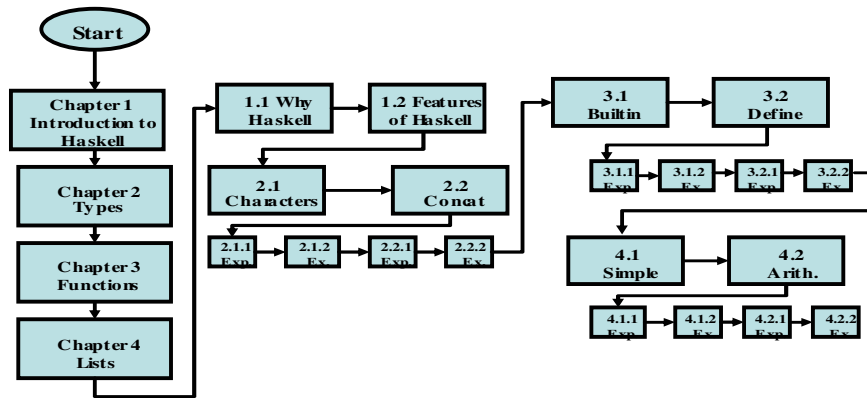 Start
Chapter 1
Introduction to
Haskell
Chapter 2
Types
Chapter 3
Functions
Chapter 4
Lists
1.1 Why
Haskell
1.2 Features
of Haskell
2.1
Characters
2.2
Concat
2.1.1
Exp.
2.1.2
Ex.
2.2.1
Exp.
2.2.2
Ex.
3.1
Builtin
3.2
Define
3.1.1
Exp.
3.1.2
Ex.
3.2.1
Exp.
3.2.2
Ex.
4.1
Simple
4.2
Arith.
4.1.1
Exp.
4.1.2
Ex.
4.2.1
Exp.
4.2.2
Ex.